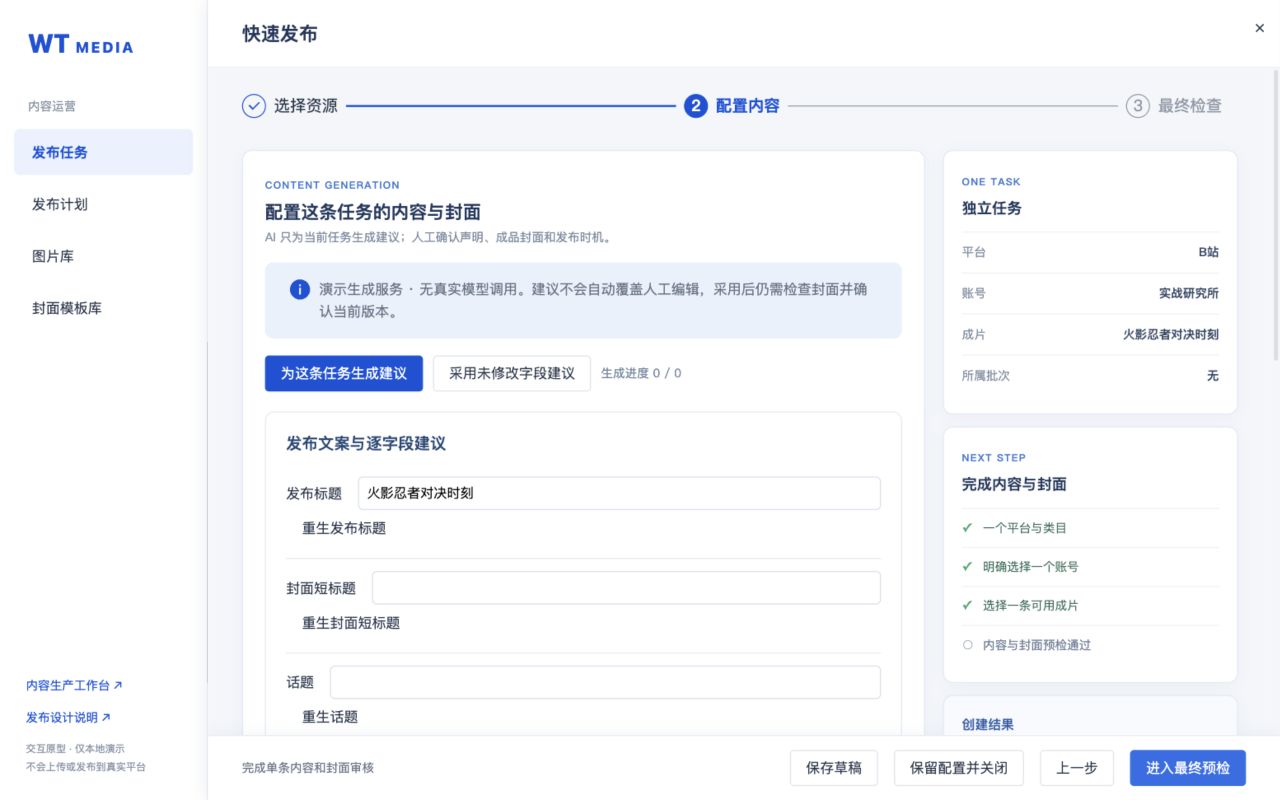 WT MEDIA
内容运营
发布任务
发布计划
图片库
封面模板库
内容生产工作台↗
发布设计说明↗
交互原型 · 仅本地演示
不会上传或发布到真实平台
快速发布
×
选择资源
2 配置内容
3 最终检查
CONTENT GENERATION
配置这条任务的内容与封面
AI 只为当前任务生成建议；人工确认声明、成品封面和发布时机。
演示生成服务 · 无真实模型调用。建议不会自动覆盖人工编辑，采用后仍需检查封面并确
认当前版本。
为这条任务生成建议 采用未修改字段建议 生成进度 0 / 0
发布文案与逐字段建议
发布标题 火影忍者对决时刻
重生发布标题
封面短标题
重生封面短标题
话题
重生话题
ONE TASK
独立任务
平台 B站
账号 实战研究所
成片 火影忍者对决时刻
所属批次 无
NEXT STEP
完成内容与封面
✓ 一个平台与类目
✓ 明确选择一个账号
✓ 选择一条可用成片
○ 内容与封面预检通过
创建结果
完成单条内容和封面审核
保存草稿 保留配置并关闭 上一步 进入最终预检